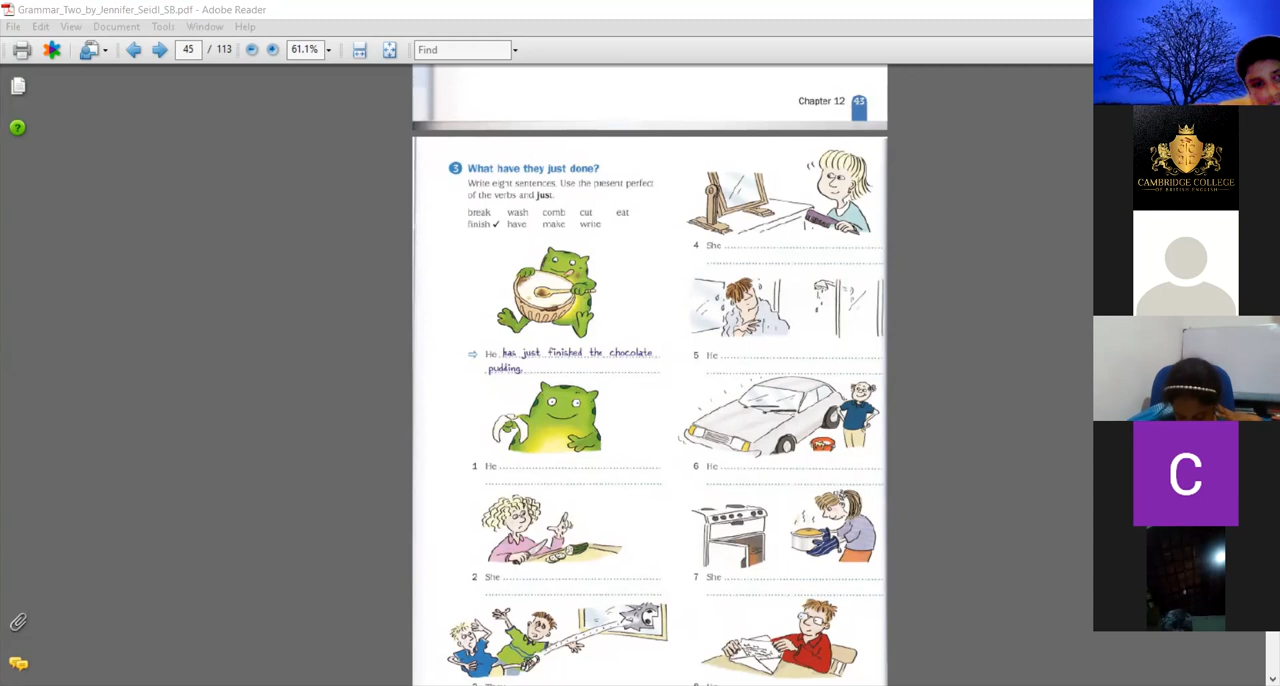 Grammar_Two_by_Jennifer_Seidl_SB.pdf - Adobe Reader
File Edit View Document Tools Window Help
45 / 113 61.1% Find
Chapter 12 43
3 What have they just done?
Write eight sentences. Use the present perfect
of the verbs and just.
break wash comb cut eat
finish ✓ have make write
He has just finished the chocolate
pudding.
1 He
2 She
4 She
5 He
6 He
7 She
CAMBRIDGE COLLEGE
OF BRITISH ENGLISH
C